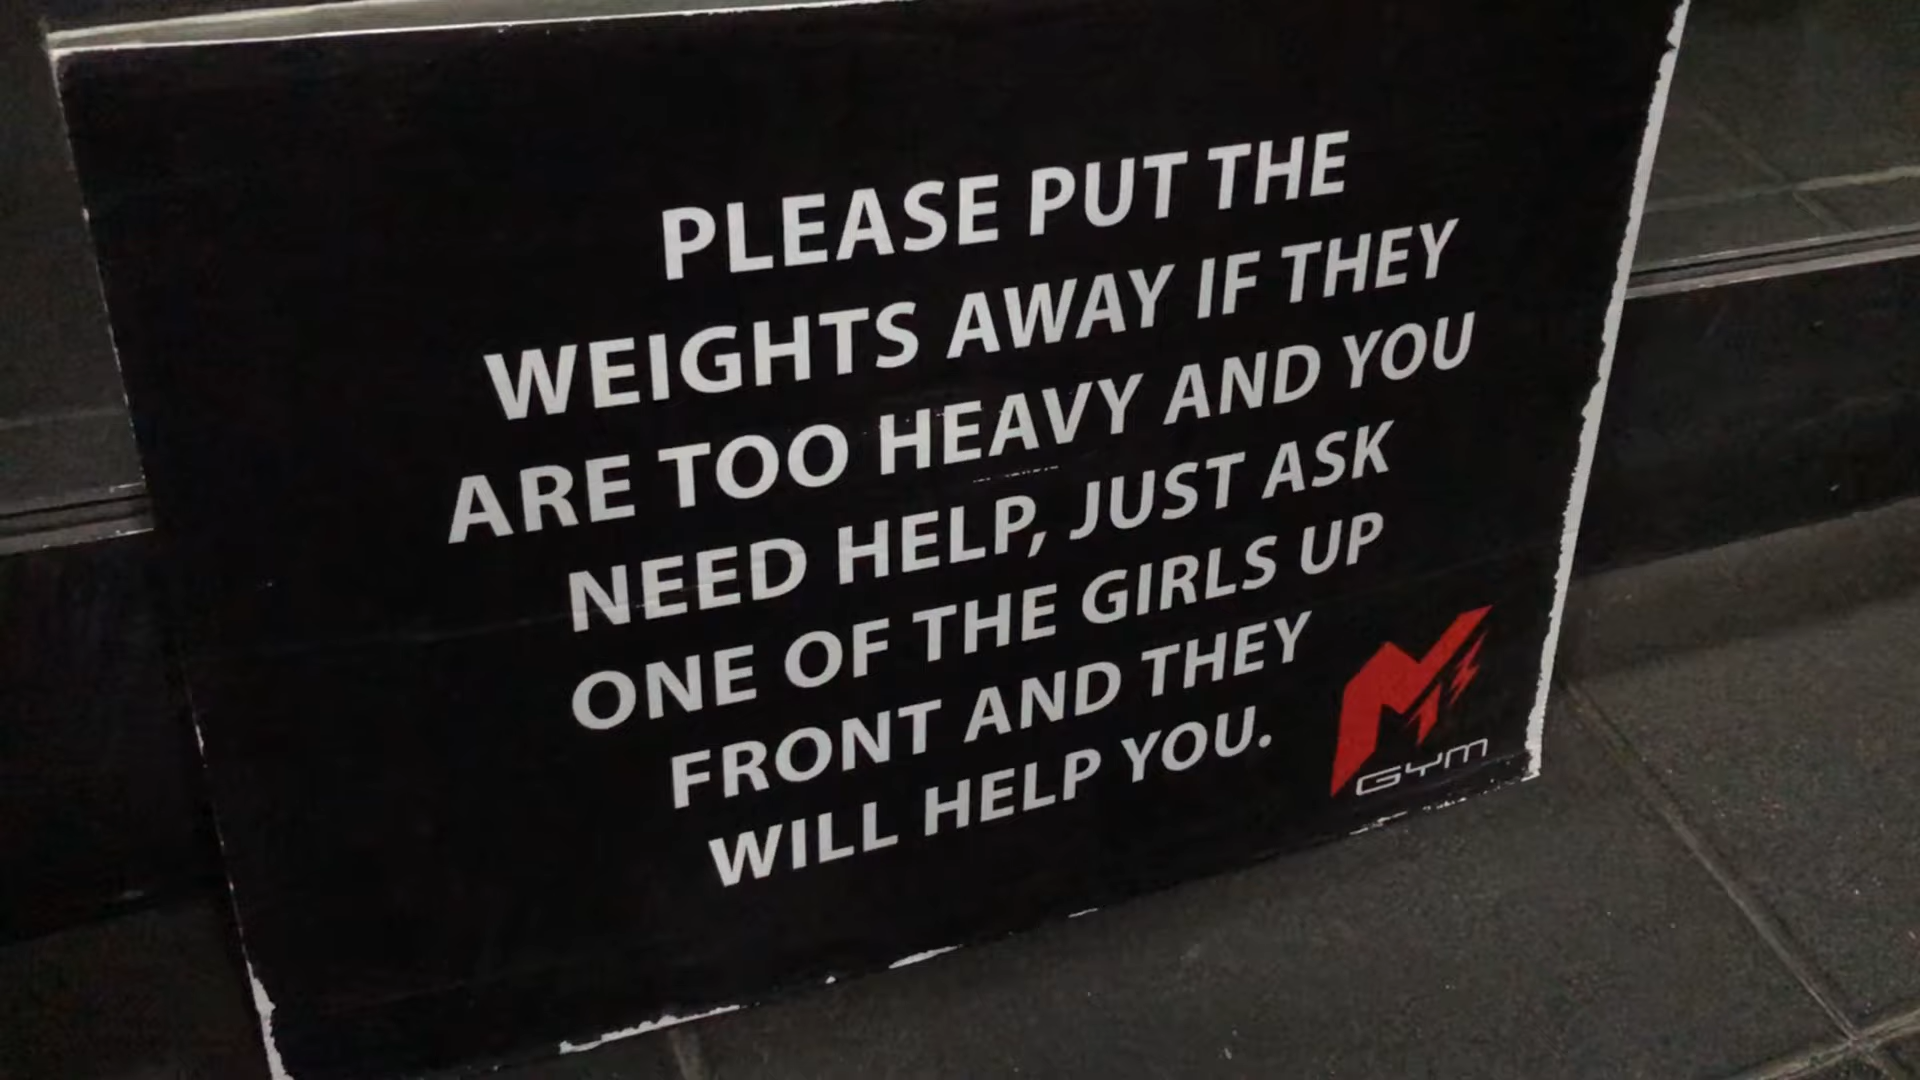 PLEASE PUT THE
WEIGHTS AWAY IF THEY
ARE TOO HEAVY AND YOU
NEED HELP, JUST ASK
ONE OF THE GIRLS UP
FRONT AND THEY
WILL HELP YOU.
M13
GYM